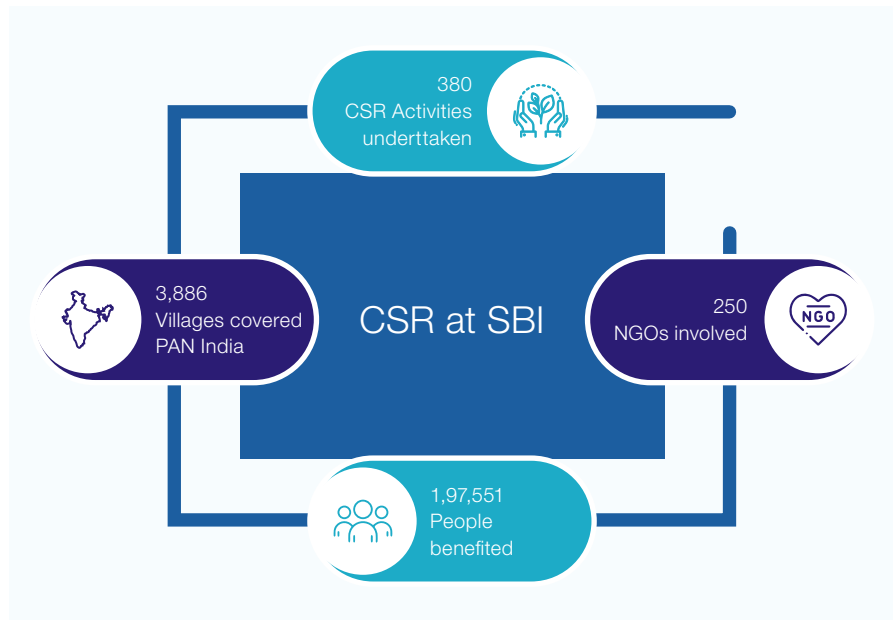 380
CSR Activities
underttaken
3,886
Villages covered
PAN India
CSR at SBI
250
NGOs involved
NGO
1,97,551
People
benefited